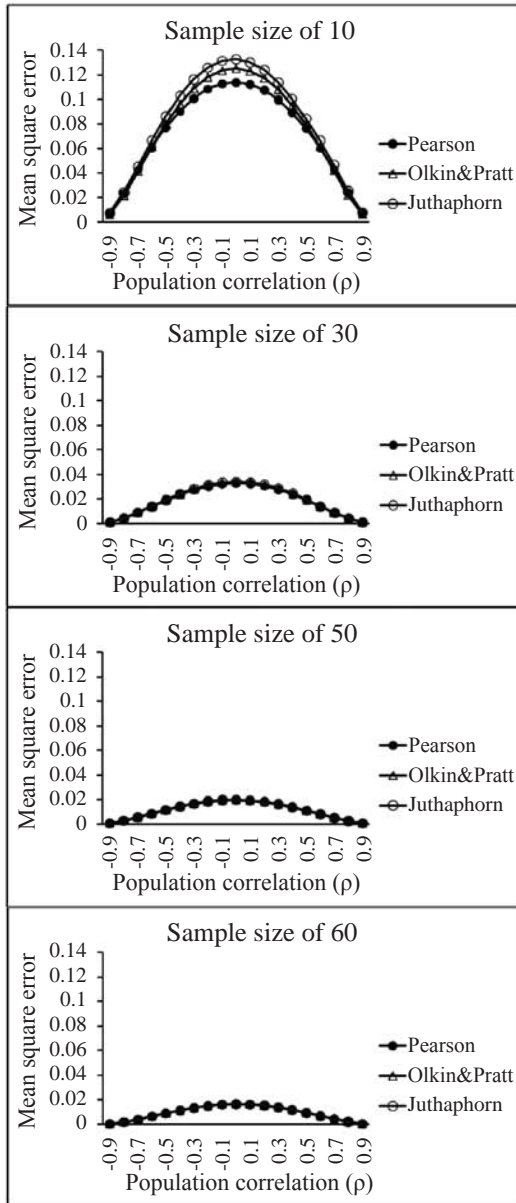 Sample size of 10
Mean square error
0.14
0.12
0.1
0.08
0.06
0.04
0.02
0
-0.9 -0.7 -0.5 -0.3 -0.1 0.1 0.3 0.5 0.7 0.9
Population correlation (ρ)
Pearson
Olkin&Pratt
Juthaphorn
Sample size of 30
Mean square error
0.14
0.12
0.1
0.08
0.06
0.04
0.02
0
-0.9 -0.7 -0.5 -0.3 -0.1 0.1 0.3 0.5 0.7 0.9
Population correlation (ρ)
Pearson
Olkin&Pratt
Juthaphorn
Sample size of 50
Mean square error
0.14
0.12
0.1
0.08
0.06
0.04
0.02
0
-0.9 -0.7 -0.5 -0.3 -0.1 0.1 0.3 0.5 0.7 0.9
Population correlation (ρ)
Pearson
Olkin&Pratt
Juthaphorn
Sample size of 60
Mean square error
0.14
0.12
0.1
0.08
0.06
0.04
0.02
0
-0.9 -0.7 -0.5 -0.3 -0.1 0.1 0.3 0.5 0.7 0.9
Population correlation (ρ)
Pearson
Olkin&Pratt
Juthaphorn